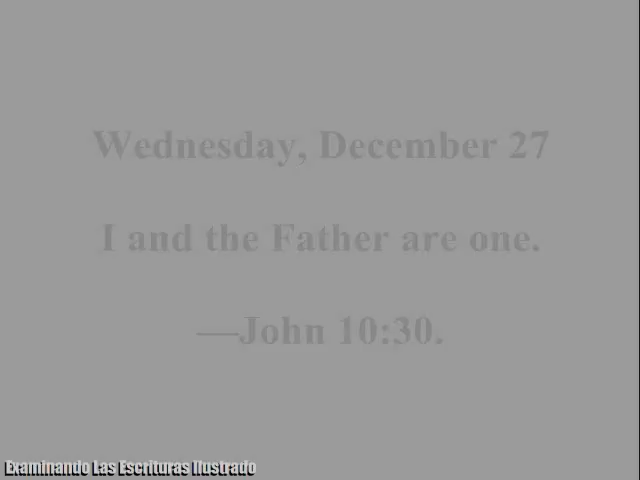 Wednesday, December 27
I and the Father are one.
—John 10:30.
Examinando Las Escrituras Ilustrado